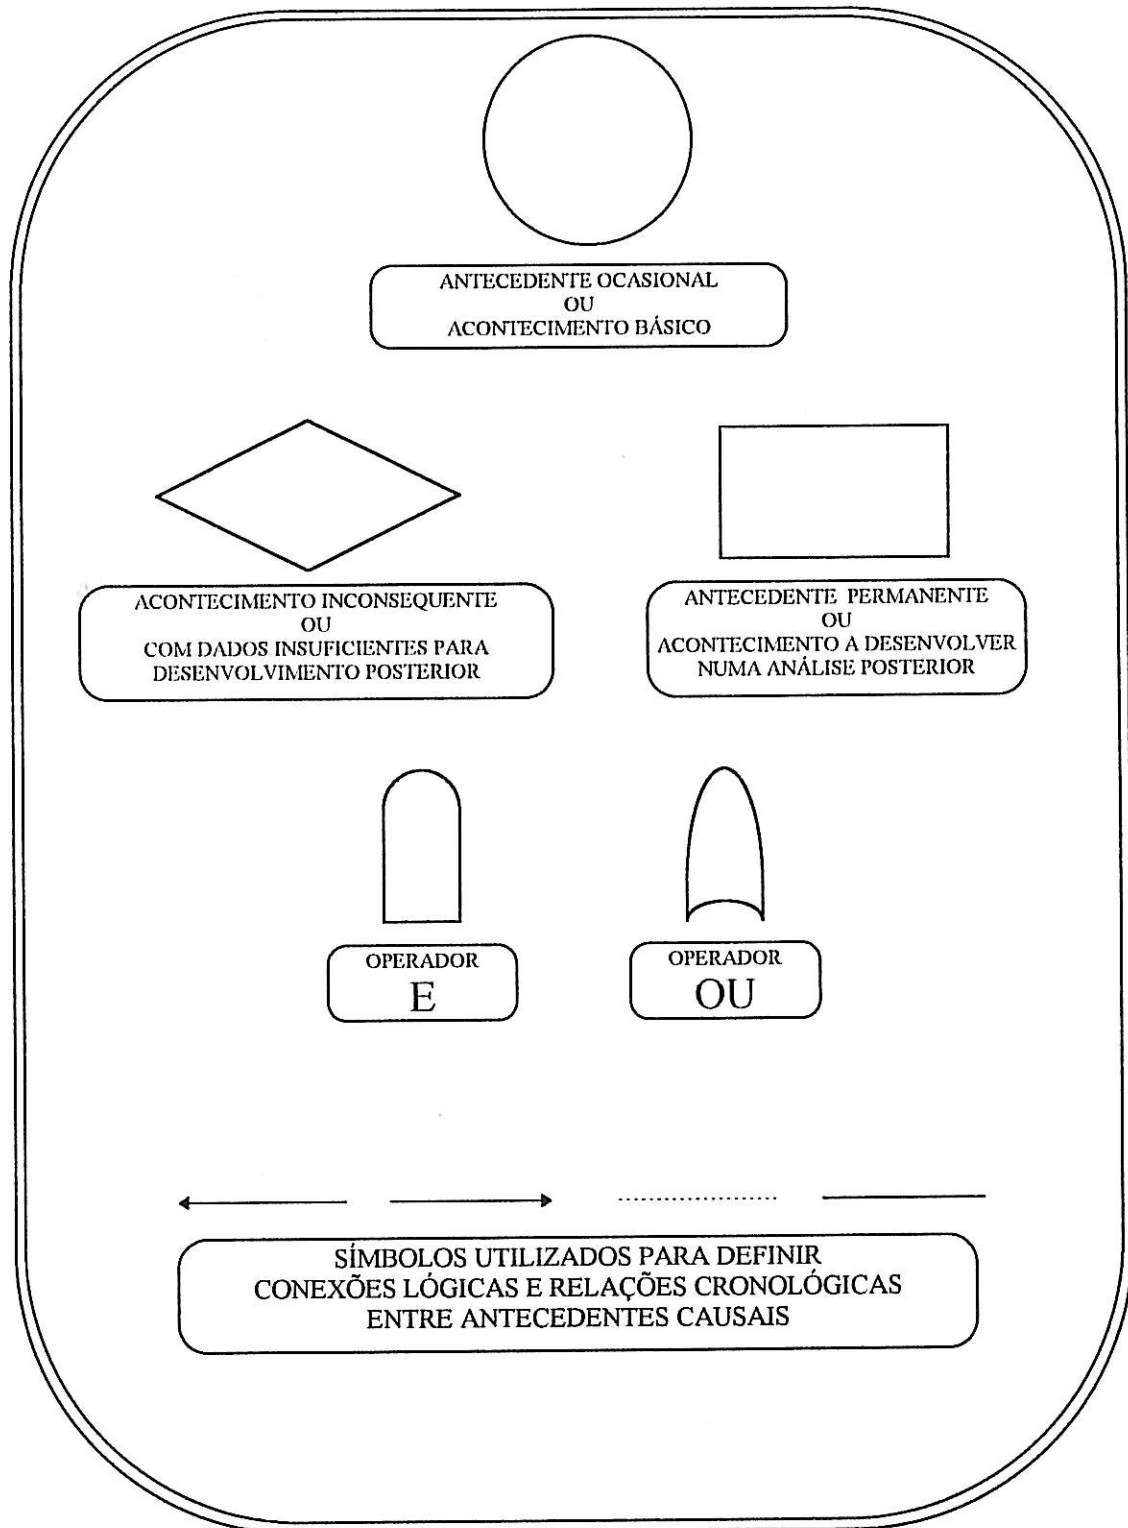 ANTECEDENTE OCASIONAL
OU
ACONTECIMENTO BÁSICO
ACONTECIMENTO INCONSEQUENTE
OU
COM DADOS INSUFICIENTES PARA
DESENVOLVIMENTO POSTERIOR
ANTECEDENTE PERMANENTE
OU
ACONTECIMENTO A DESENVOLVER
NUMA ANÁLISE POSTERIOR
OPERADOR
E
OPERADOR
OU
SÍMBOLOS UTILIZADOS PARA DEFINIR
CONEXÕES LÓGICAS E RELAÇÕES CRONOLÓGICAS
ENTRE ANTECEDENTES CAUSAIS